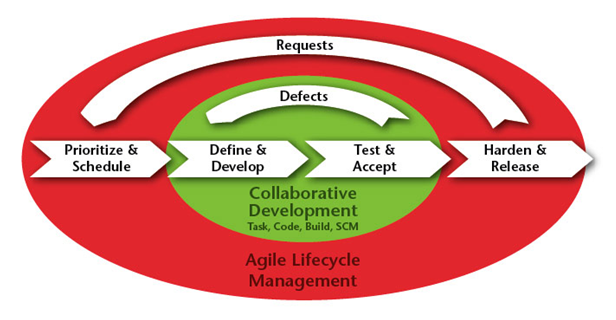 Requests
Defects
Prioritize &
Schedule
Define &
Develop
Test &
Accept
Harden &
Release
Collaborative
Development
Task, Code, Build, SCM
Agile Lifecycle
Management